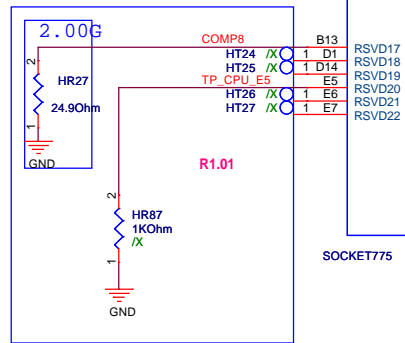 2.00G
COMP8 B13 RSVD17
HT24 /X 1 D1 RSVD18
HT25 /X 1 D14 RSVD19
TP_CPU_E5 E5 RSVD20
HT26 /X 1 E6 RSVD21
HT27 /X 1 E7 RSVD22
2
HR27
24.9Ohm
1
GND
R1.01
2
HR87
1KOhm
/X
1
GND
SOCKET775